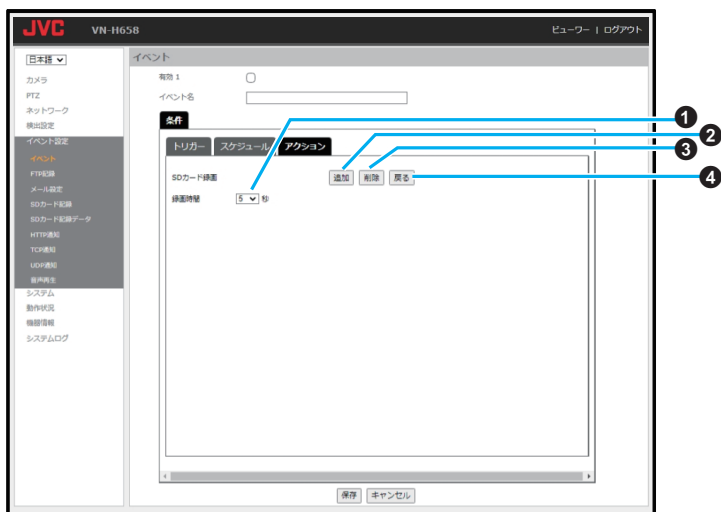 JVC VN-H658 ビューワー | ログアウト
日本語
カメラ
PTZ
ネットワーク
検出設定
イベント設定
イベント
FTP記録
メール設定
SDカード記録
SDカード記録データ
HTTP通知
TCP通知
UDP通知
音声再生
システム
動作状況
機器情報
システムログ
イベント
有効 1
イベント名
条件
トリガー スケジュール アクション
SDカード録画 追加 削除 戻る
録画時間 5 秒
保存 キャンセル
1
2
3
4